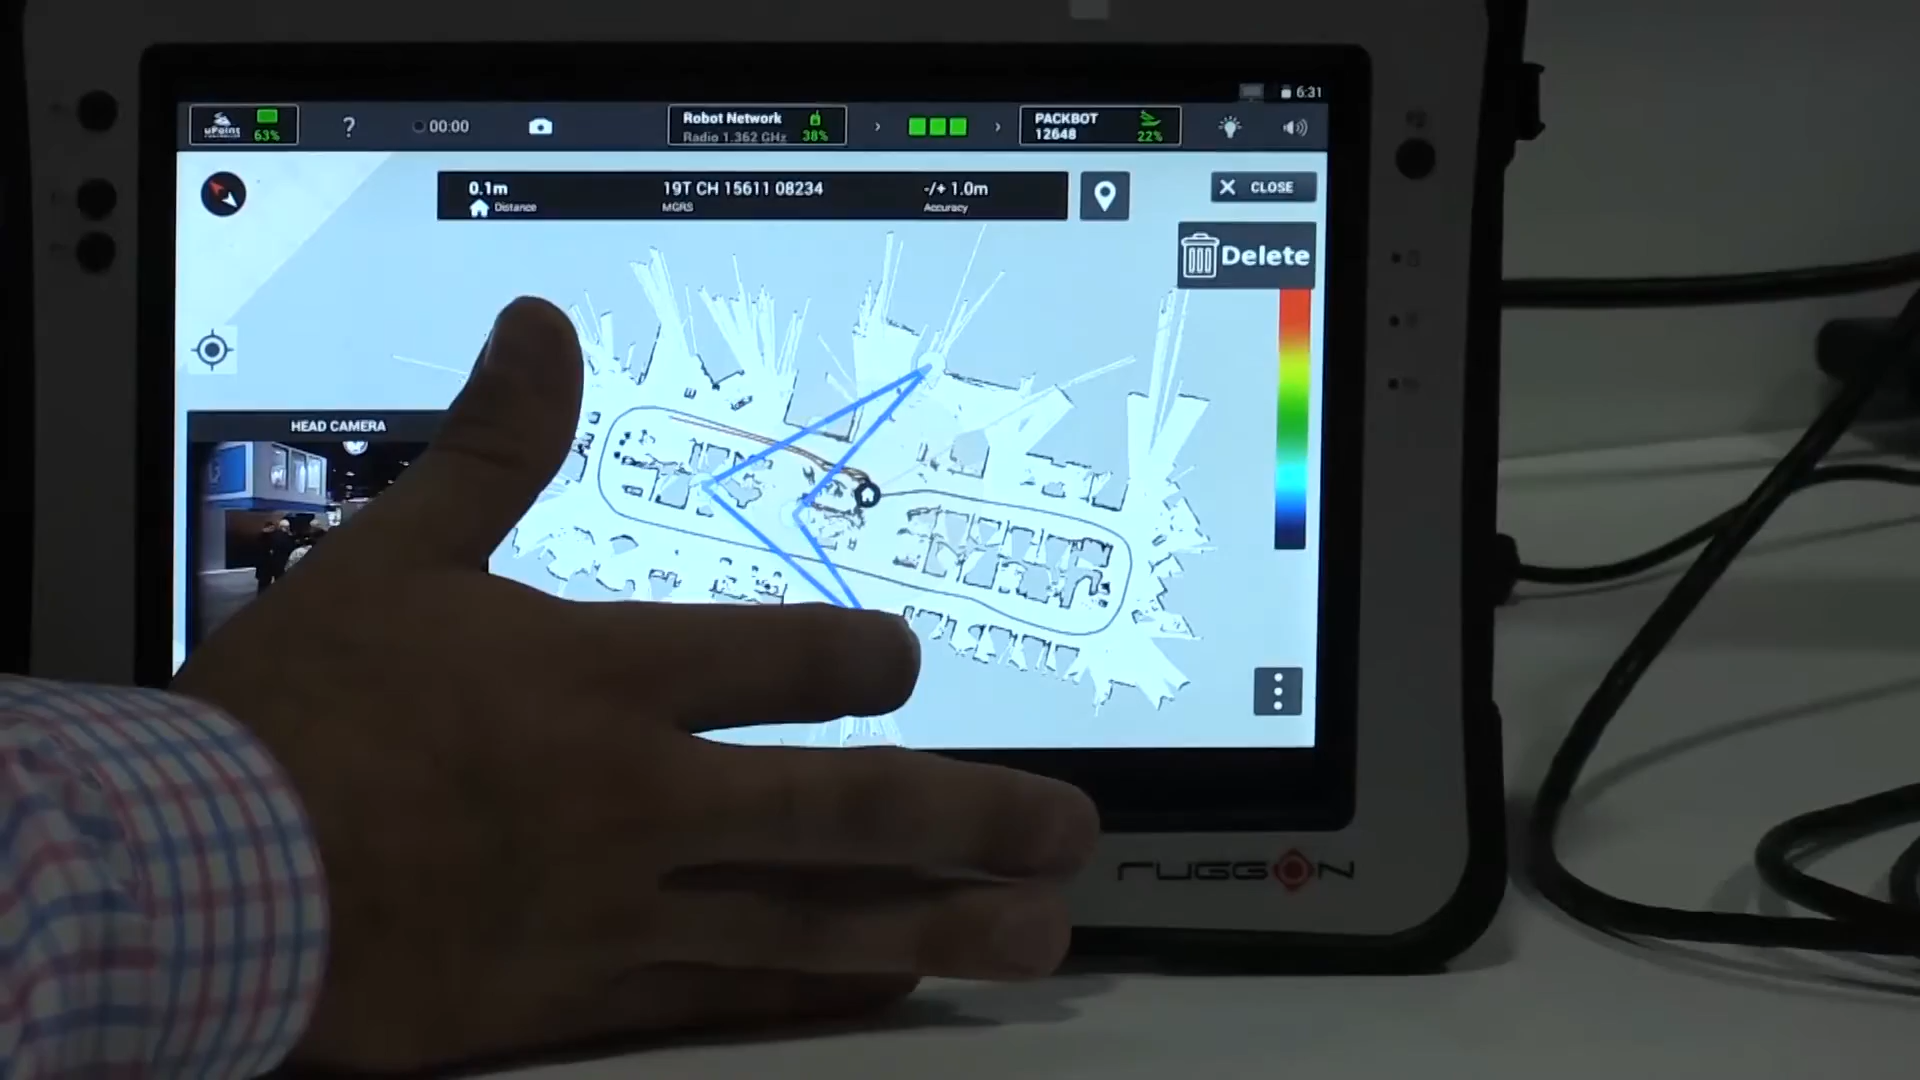 6:31
uPoint
63%
?
00:00
Robot Network
Radio 1.362 GHz 38%
PACKBOT
12648
22%
0.1m
Distance
19T CH 15611 08234
MGRS
-/+ 1.0m
Accuracy
CLOSE
Delete
HEAD CAMERA
RUGGON